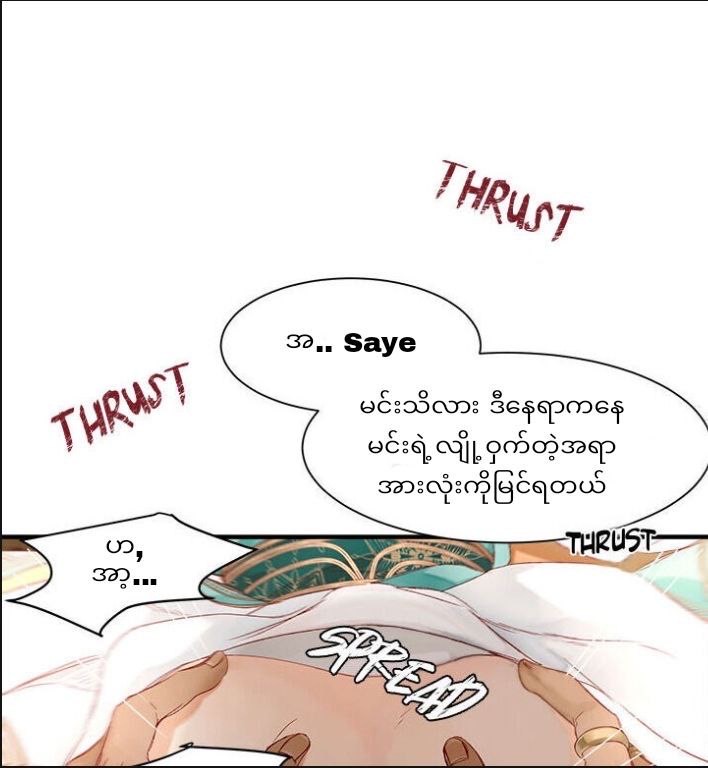 THRUST
အ.. Saye
THRUST
မင်းသိလား ဒီနေရာကနေ
မင်းရဲ့လျို့ဝှက်တဲ့အရာ
အားလုံးကိုမြင်ရတယ်
THRUST
ဟ,
အာ့...
SPREAD